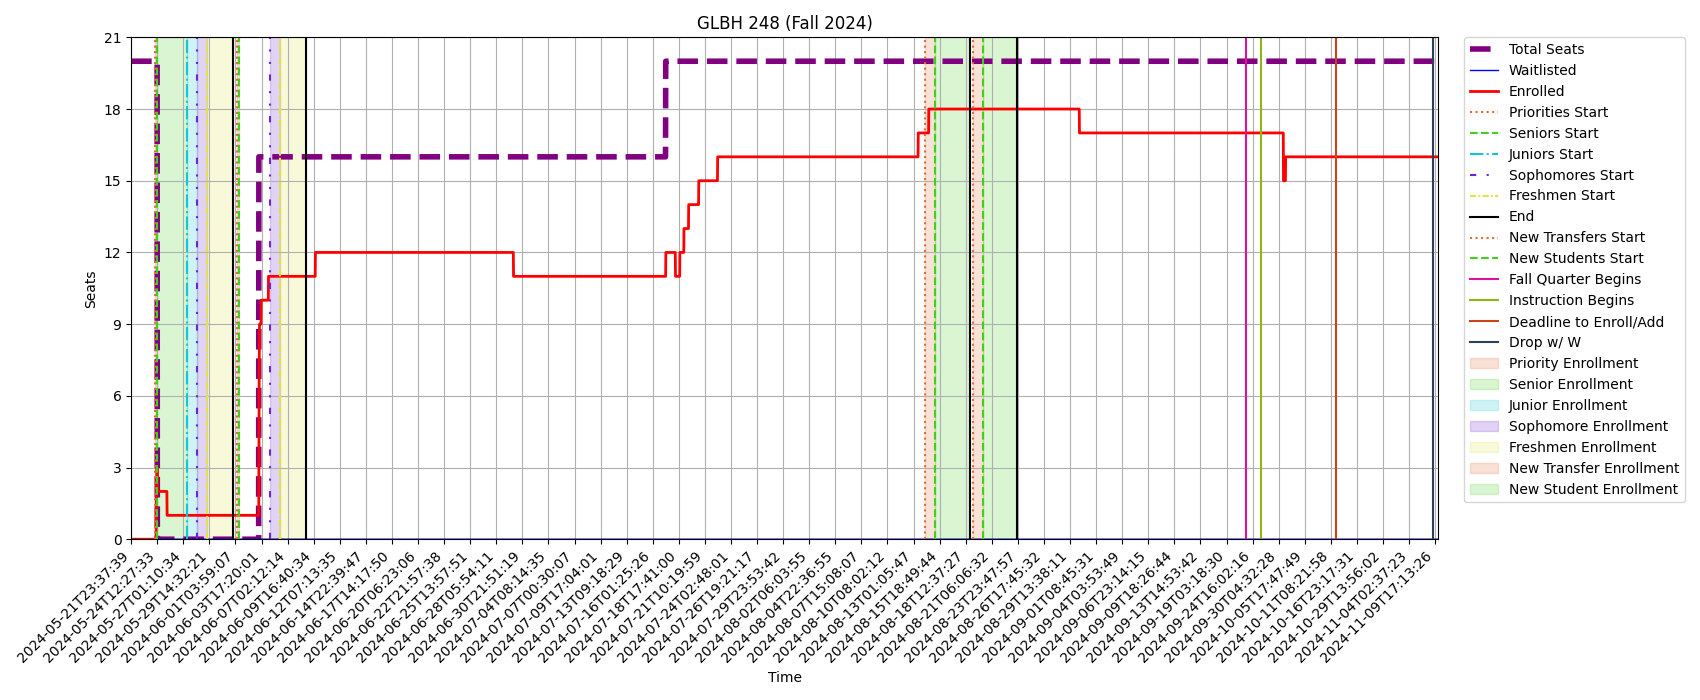 GLBH 248 (Fall 2024)
21
18
15
12
9
6
3
0
Seats
2024-05-21T23:37:39
2024-05-24T12:27:33
2024-05-27T01:10:34
2024-05-29T14:32:21
2024-06-01T03:59:07
2024-06-03T17:20:01
2024-06-07T02:12:14
2024-06-09T16:40:34
2024-06-12T07:13:35
2024-06-14T22:39:47
2024-06-17T14:17:50
2024-06-20T06:23:06
2024-06-22T21:57:38
2024-06-25T13:57:51
2024-06-28T05:54:11
2024-06-30T21:51:19
2024-07-04T08:14:35
2024-07-07T00:30:07
2024-07-09T17:04:01
2024-07-13T09:18:29
2024-07-16T01:25:26
2024-07-18T17:41:00
2024-07-21T10:19:59
2024-07-24T02:48:01
2024-07-26T19:21:17
2024-07-29T23:53:42
2024-08-02T06:03:55
2024-08-04T22:36:55
2024-08-07T15:08:07
2024-08-10T08:02:12
2024-08-13T01:05:47
2024-08-15T18:49:44
2024-08-18T12:37:27
2024-08-21T06:06:32
2024-08-23T23:47:57
2024-08-26T17:45:32
2024-08-29T13:38:11
2024-09-01T08:45:31
2024-09-04T03:53:49
2024-09-06T23:14:15
2024-09-09T18:26:44
2024-09-13T14:53:42
2024-09-19T03:18:30
2024-09-24T16:02:16
2024-09-30T04:32:28
2024-10-05T17:47:49
2024-10-11T08:21:58
2024-10-16T23:17:31
2024-10-29T13:56:02
2024-11-04T02:37:23
2024-11-09T17:13:26
Time
Total Seats
Waitlisted
Enrolled
Priorities Start
Seniors Start
Juniors Start
Sophomores Start
Freshmen Start
End
New Transfers Start
New Students Start
Fall Quarter Begins
Instruction Begins
Deadline to Enroll/Add
Drop w/ W
Priority Enrollment
Senior Enrollment
Junior Enrollment
Sophomore Enrollment
Freshmen Enrollment
New Transfer Enrollment
New Student Enrollment